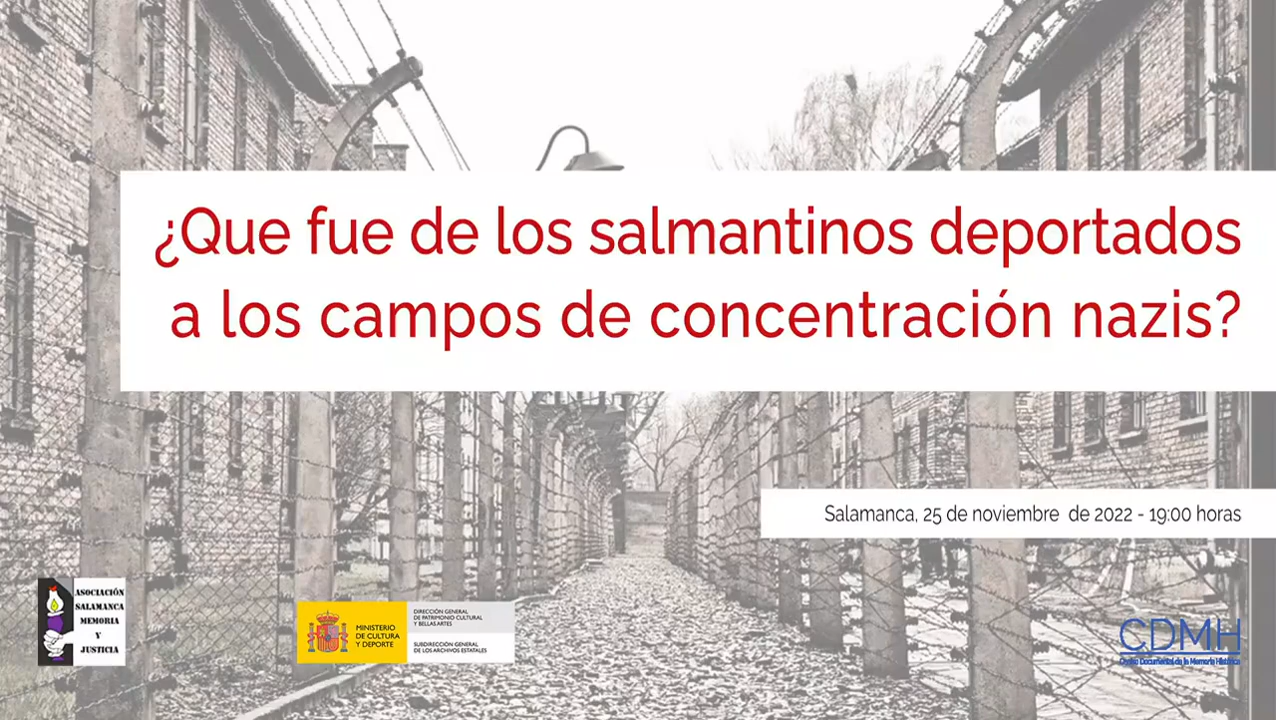 ¿Que fue de los salmantinos deportados
a los campos de concentración nazis?
Salamanca, 25 de noviembre de 2022 - 19:00 horas
ASOCIACIÓN
SALAMANCA
MEMORIA
Y
JUSTICIA
MINISTERIO
DE CULTURA
Y DEPORTE
DIRECCIÓN GENERAL
DE PATRIMONIO CULTURAL
Y BELLAS ARTES
SUBDIRECCIÓN GENERAL
DE LOS ARCHIVOS ESTATALES
CDMH
Centro Documental de la Memoria Histórica